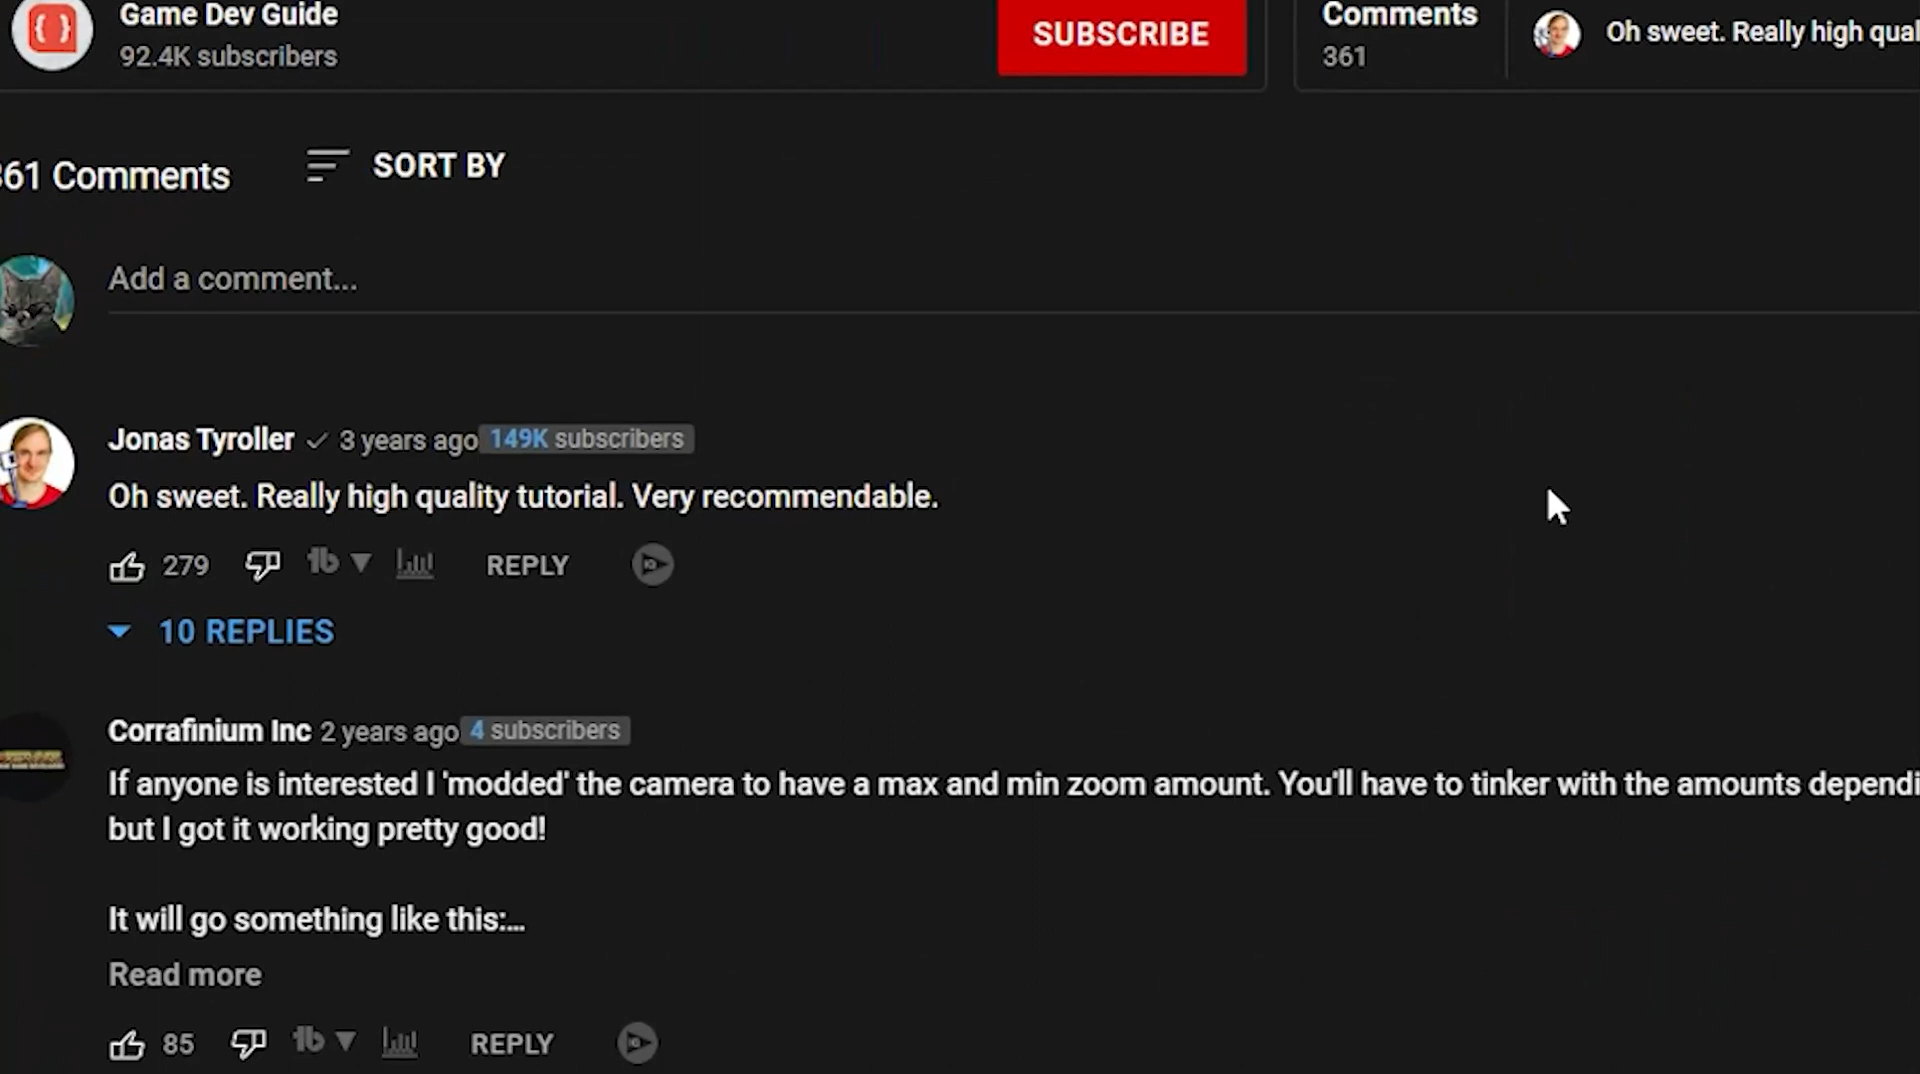 Game Dev Guide
92.4K subscribers
SUBSCRIBE
Comments
361
Oh sweet. Really high qual
61 Comments
SORT BY
Add a comment...
Jonas Tyroller 3 years ago 149K subscribers
Oh sweet. Really high quality tutorial. Very recommendable.
279 REPLY
10 REPLIES
Corrafinium Inc 2 years ago 4 subscribers
If anyone is interested I 'modded' the camera to have a max and min zoom amount. You'll have to tinker with the amounts dependi
but I got it working pretty good!
It will go something like this:...
Read more
85 REPLY